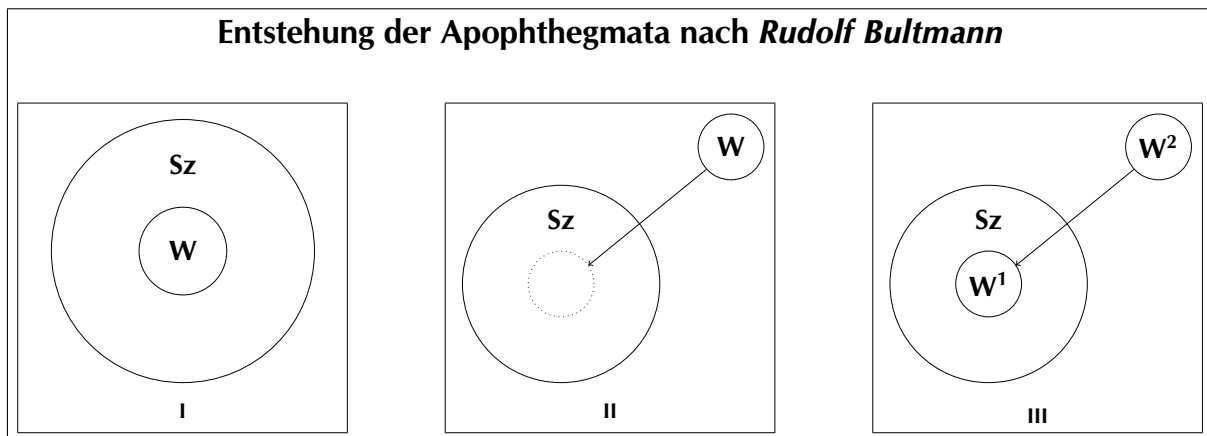 Entstehung der Apophthegmata nach Rudolf Bultmann
Sz
W
I
W
Sz
II
W²
Sz
W¹
III